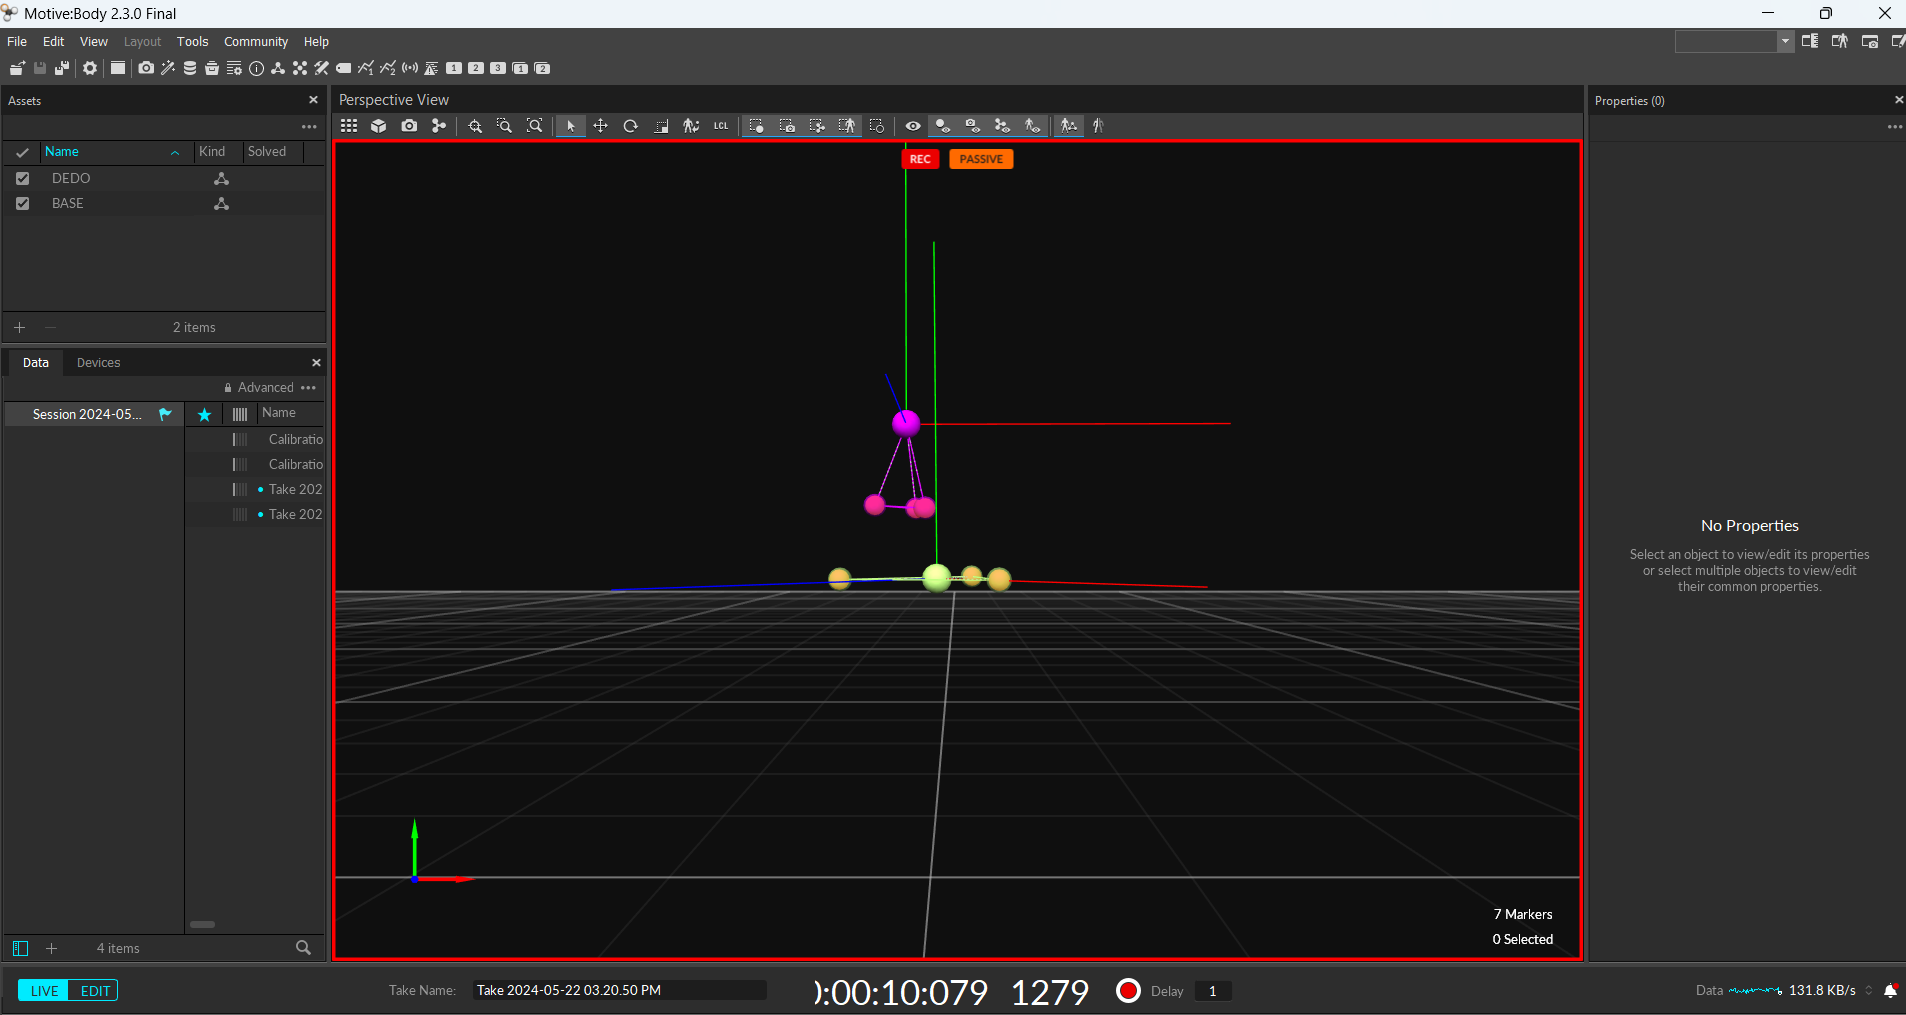 Motive:Body 2.3.0 Final
File Edit View Layout Tools Community Help
1 2 3 1 2
Assets
Name Kind Solved
DEDO
BASE
2 items
Data Devices
Advanced
Session 2024-05...
Name
Calibratio
Calibratio
Take 202
Take 202
4 items
Perspective View
LCL
REC PASSIVE
7 Markers
0 Selected
Properties (0)
No Properties
Select an object to view/edit its properties
or select multiple objects to view/edit
their common properties.
LIVE EDIT
Take Name: Take 2024-05-22 03.20.50 PM
:00:10:079 1279
Delay 1
Data 131.8 KB/s